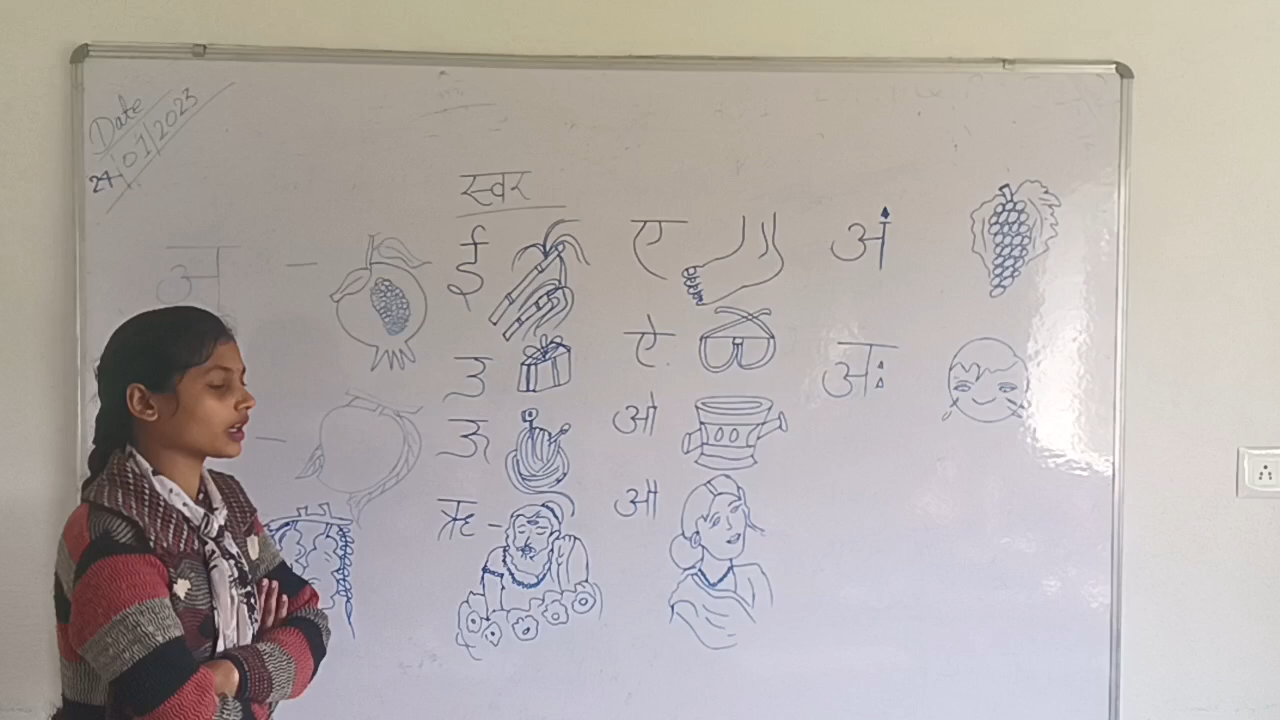 Date
24/01/2023
स्वर
अ -
-
ई
उ
ऊ
ऋ -
ए
ऐ
ओ
औ
अं
अः